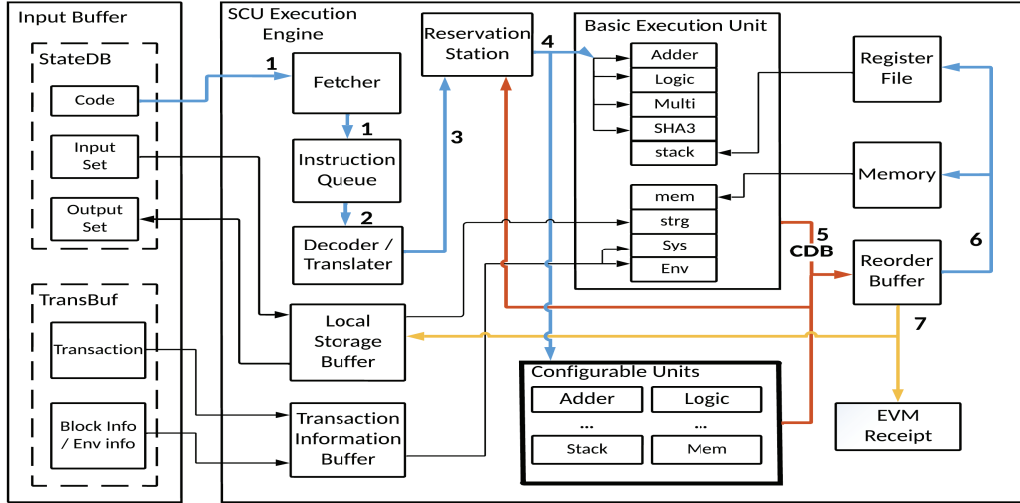 Input Buffer
StateDB
Code
Input
Set
Output
Set
TransBuf
Transaction
Block Info
/ Env info
SCU Execution
Engine
1
Fetcher
1
Instruction
Queue
2
Decoder /
Translater
3
Reservation
Station
4
Local
Storage
Buffer
Transaction
Information
Buffer
Basic Execution Unit
Adder
Logic
Multi
SHA3
stack
mem
strg
Sys
Env
5
CDB
Configurable Units
Adder
Logic
...
...
Stack
Mem
Register
File
Memory
6
Reorder
Buffer
7
EVM
Receipt